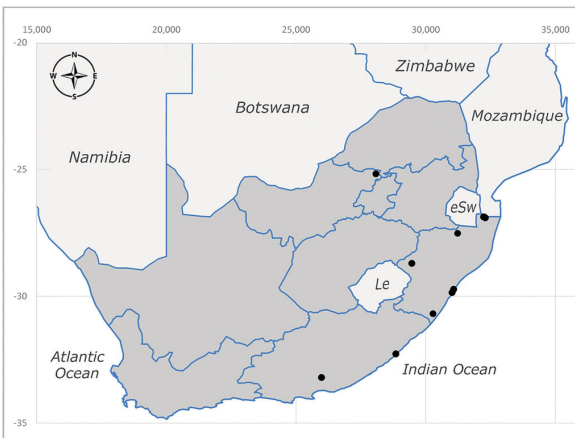 15,000 20,000 25,000 30,000 35,000
-20
N
W E
S
Zimbabwe
Botswana
Mozambique
Namibia
-25
eSw
Le
-30
Atlantic
Ocean
Indian Ocean
-35